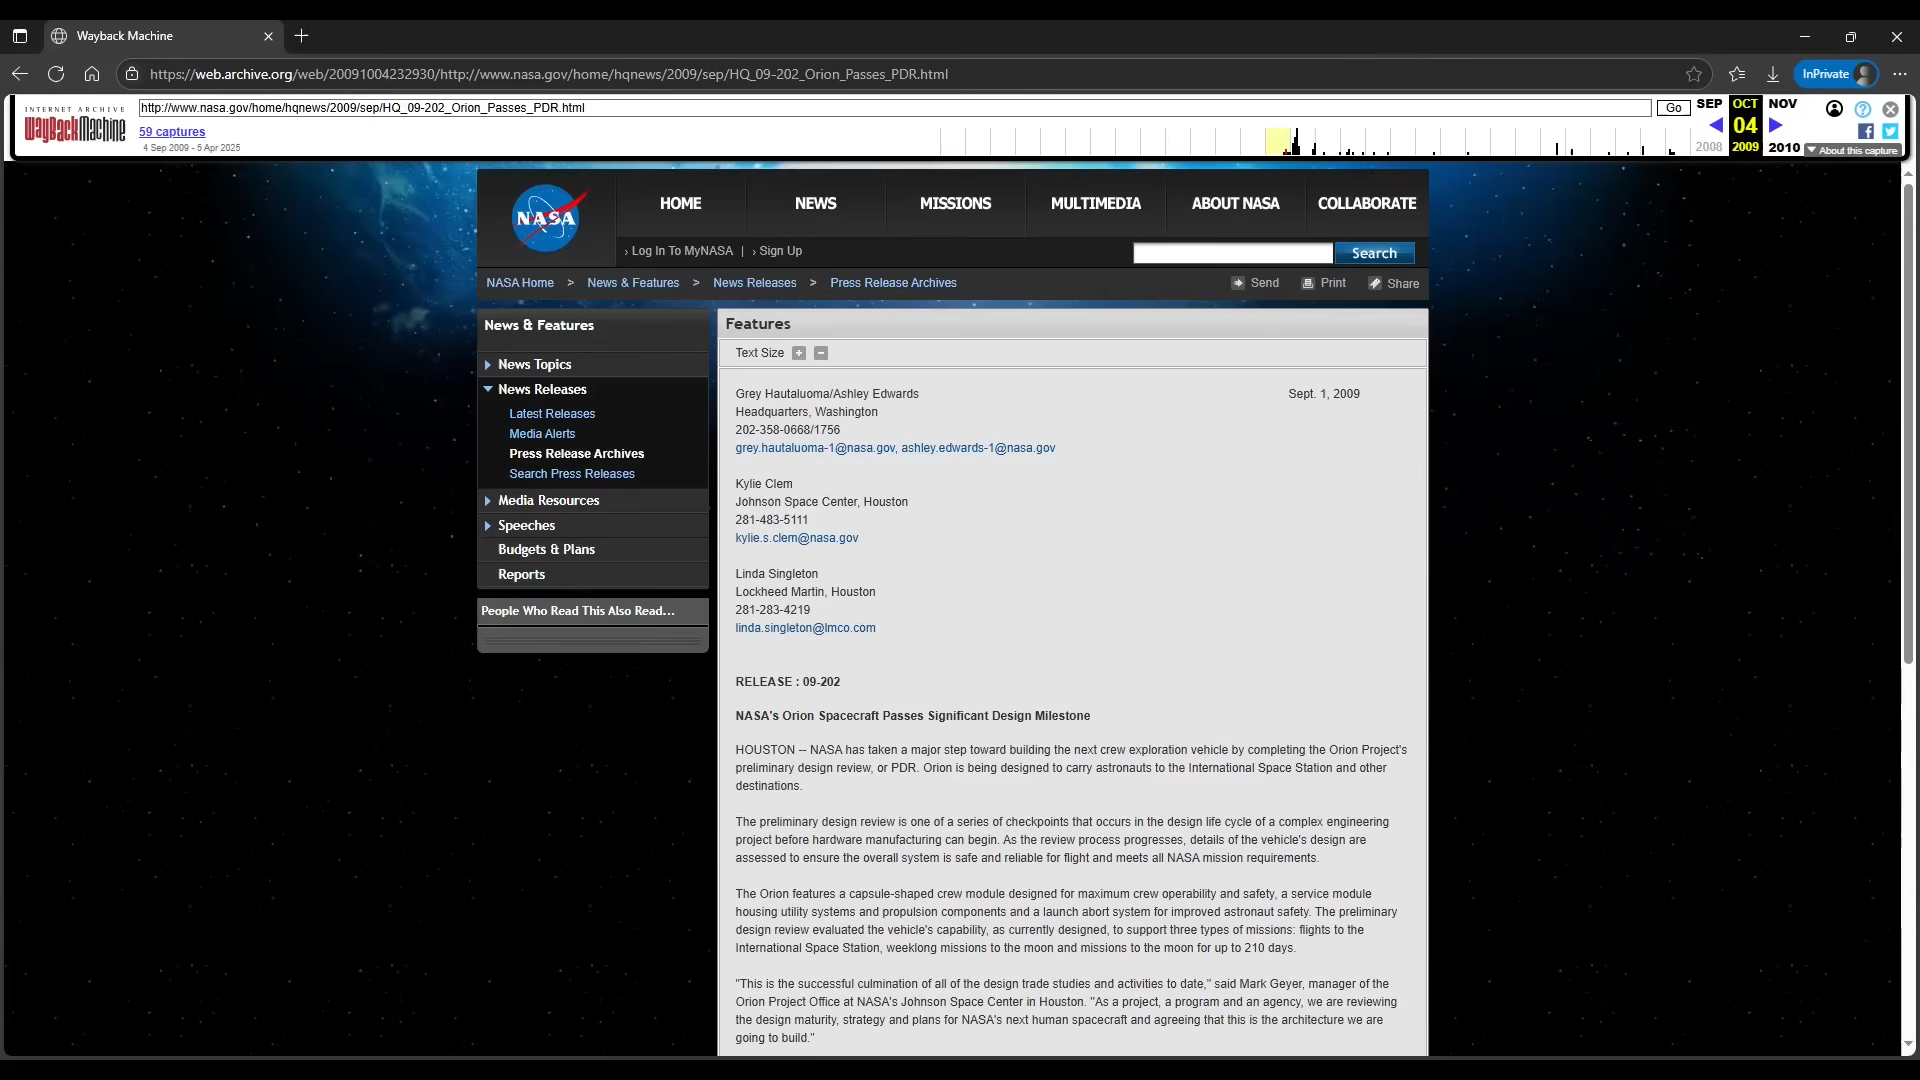 Wayback Machine
https://web.archive.org/web/20091004232930/http://www.nasa.gov/home/hqnews/2009/sep/HQ_09-202_Orion_Passes_PDR.html
InPrivate
INTERNET ARCHIVE
WayBackMachine
http://www.nasa.gov/home/hqnews/2009/sep/HQ_09-202_Orion_Passes_PDR.html
Go
SEP OCT NOV
59 captures
04
4 Sep 2009 - 5 Apr 2025
2008 2009 2010
About this capture
NASA
HOME NEWS MISSIONS MULTIMEDIA ABOUT NASA COLLABORATE
› Log In To MyNASA | › Sign Up
Search
NASA Home > News & Features > News Releases > Press Release Archives
Send Print Share
News & Features
News Topics
News Releases
Latest Releases
Media Alerts
Press Release Archives
Search Press Releases
Media Resources
Speeches
Budgets & Plans
Reports
People Who Read This Also Read...
Features
Text Size + -
Grey Hautaluoma/Ashley Edwards
Sept. 1, 2009
Headquarters, Washington
202-358-0668/1756
grey.hautaluoma-1@nasa.gov, ashley.edwards-1@nasa.gov
Kylie Clem
Johnson Space Center, Houston
281-483-5111
kylie.s.clem@nasa.gov
Linda Singleton
Lockheed Martin, Houston
281-283-4219
linda.singleton@lmco.com
RELEASE : 09-202
NASA's Orion Spacecraft Passes Significant Design Milestone
HOUSTON -- NASA has taken a major step toward building the next crew exploration vehicle by completing the Orion Project's
preliminary design review, or PDR. Orion is being designed to carry astronauts to the International Space Station and other
destinations.
The preliminary design review is one of a series of checkpoints that occurs in the design life cycle of a complex engineering
project before hardware manufacturing can begin. As the review process progresses, details of the vehicle's design are
assessed to ensure the overall system is safe and reliable for flight and meets all NASA mission requirements.
The Orion features a capsule-shaped crew module designed for maximum crew operability and safety, a service module
housing utility systems and propulsion components and a launch abort system for improved astronaut safety. The preliminary
design review evaluated the vehicle's capability, as currently designed, to support three types of missions: flights to the
International Space Station, weeklong missions to the moon and missions to the moon for up to 210 days.
"This is the successful culmination of all of the design trade studies and activities to date," said Mark Geyer, manager of the
Orion Project Office at NASA's Johnson Space Center in Houston. "As a project, a program and an agency, we are reviewing
the design maturity, strategy and plans for NASA's next human spacecraft and agreeing that this is the architecture we are
going to build."